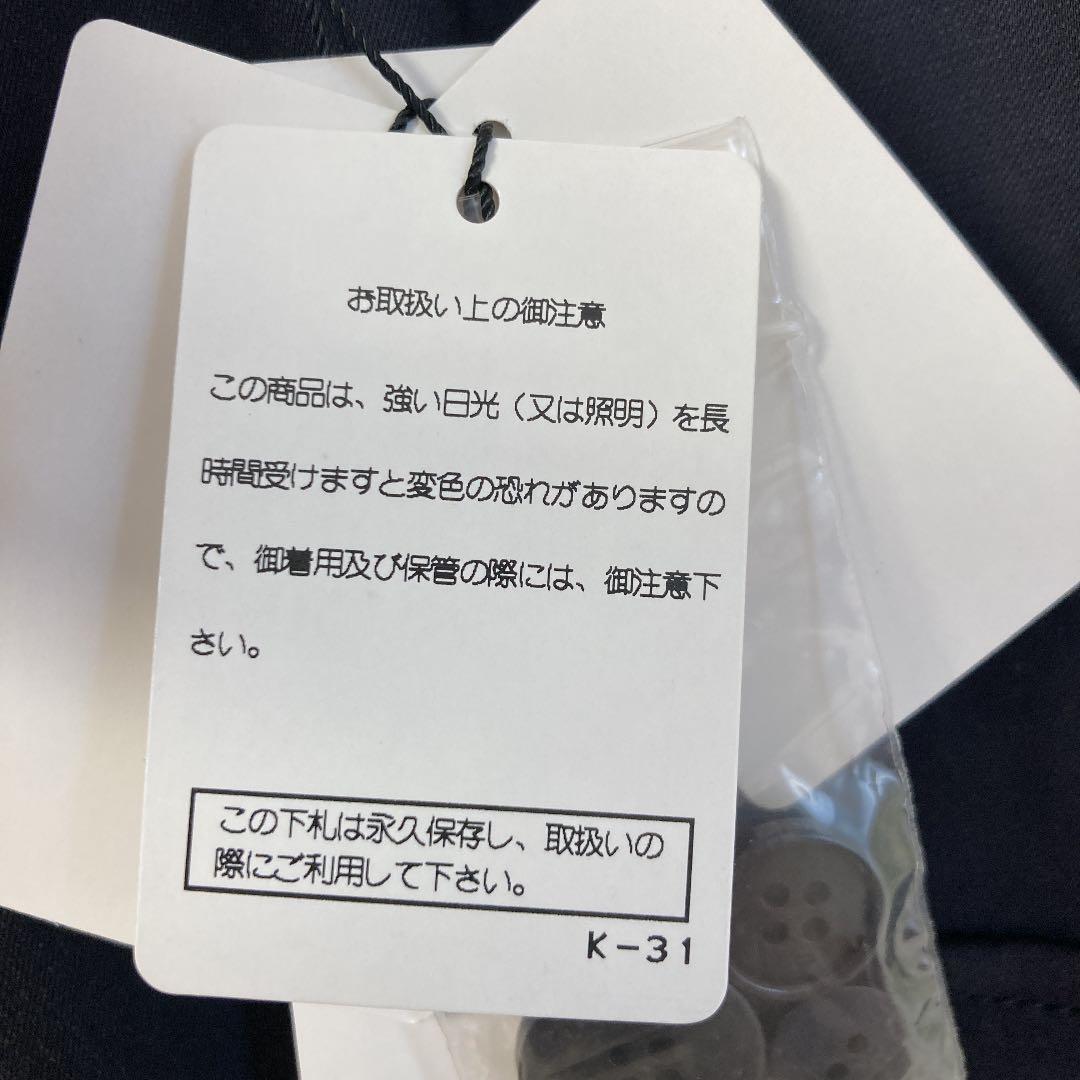 お取扱い上の御注意
この商品は、強い日光（又は照明）を長
時間受けますと変色の恐れがありますの
で、御着用及び保管の際には、御注意下
さい。
この下札は永久保存し、取扱いの
際にご利用して下さい。
K－31